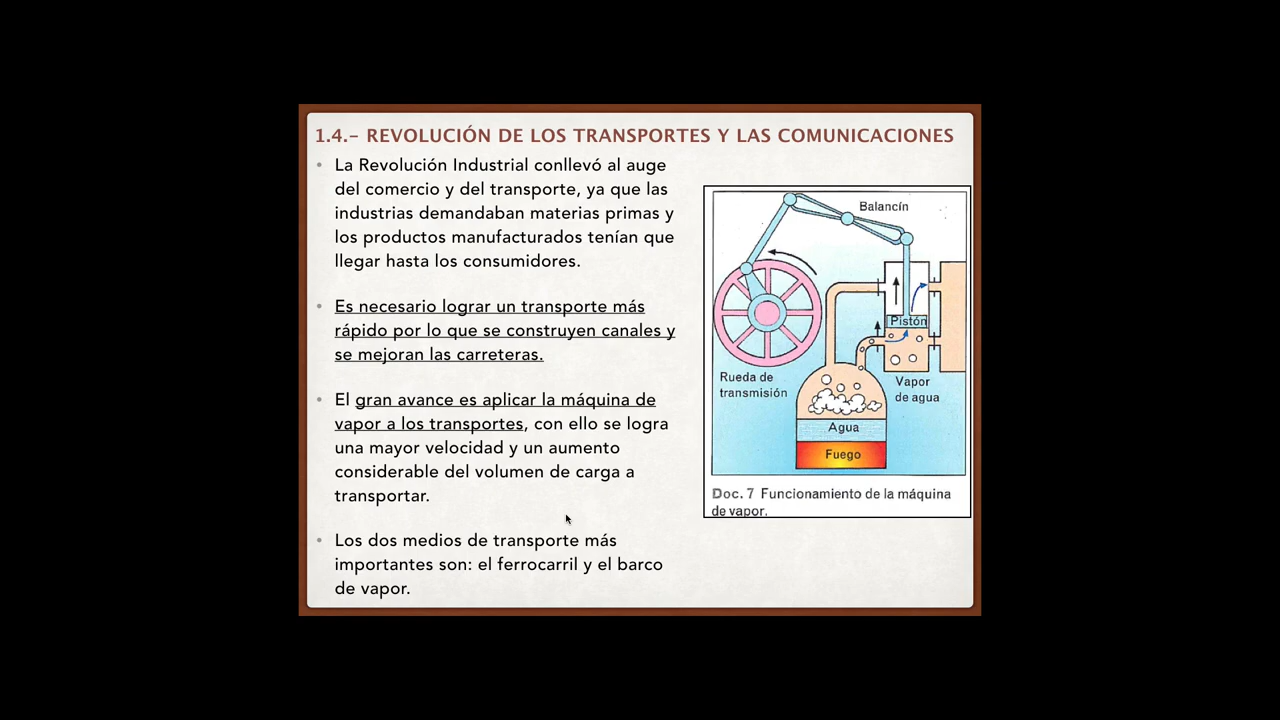 1.4.- REVOLUCIÓN DE LOS TRANSPORTES Y LAS COMUNICACIONES
• La Revolución Industrial conllevó al auge
del comercio y del transporte, ya que las
industrias demandaban materias primas y
los productos manufacturados tenían que
llegar hasta los consumidores.
• Es necesario lograr un transporte más
rápido por lo que se construyen canales y
se mejoran las carreteras.
• El gran avance es aplicar la máquina de
vapor a los transportes, con ello se logra
una mayor velocidad y un aumento
considerable del volumen de carga a
transportar.
• Los dos medios de transporte más
importantes son: el ferrocarril y el barco
de vapor.
Balancín
Pistón
Rueda de
transmisión
Vapor
de agua
Agua
Fuego
Doc. 7 Funcionamiento de la máquina
de vapor.